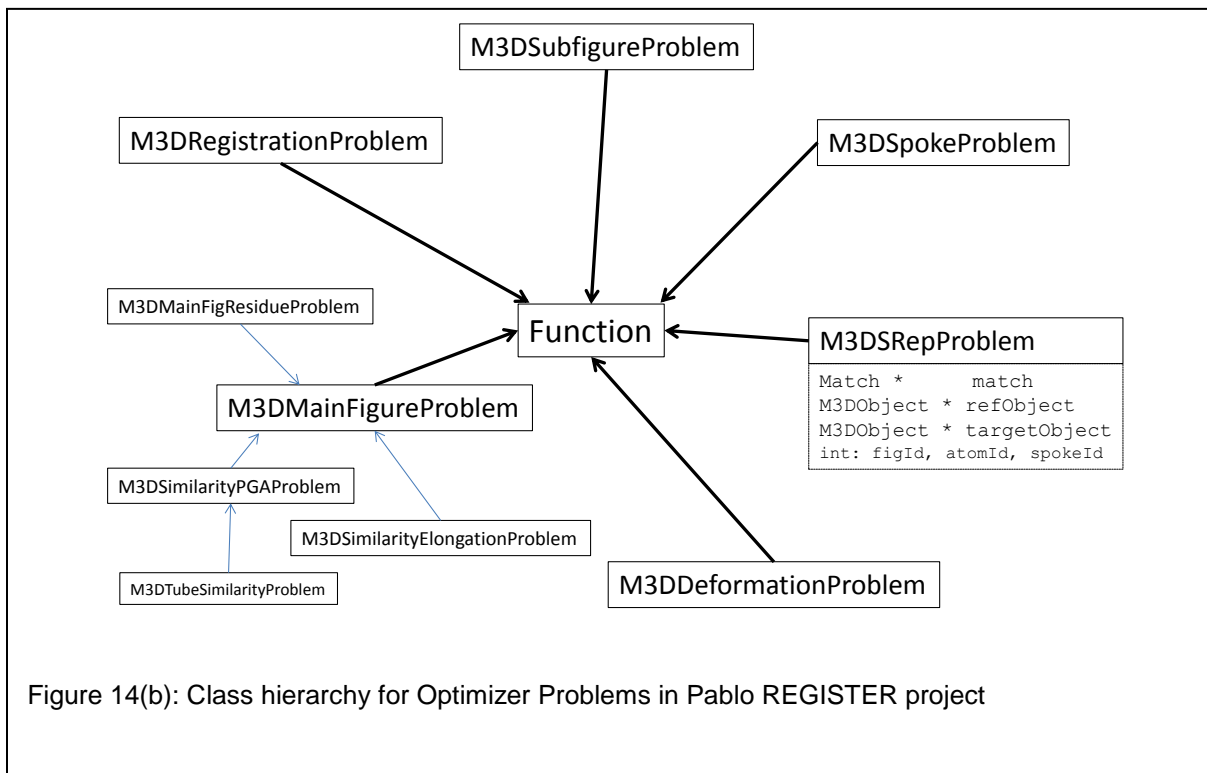 M3DSubfigureProblem
M3DRegistrationProblem
M3DSpokeProblem
M3DMainFigResidueProblem
Function
M3DSRepProblem
Match * match
M3DObject * refObject
M3DObject * targetObject
int: figId, atomId, spokeId
M3DMainFigureProblem
M3DSimilarityPGAProblem
M3DSimilarityElongationProblem
M3DTubeSimilarityProblem
M3DDeformationProblem
Figure 14(b): Class hierarchy for Optimizer Problems in Pablo REGISTER project